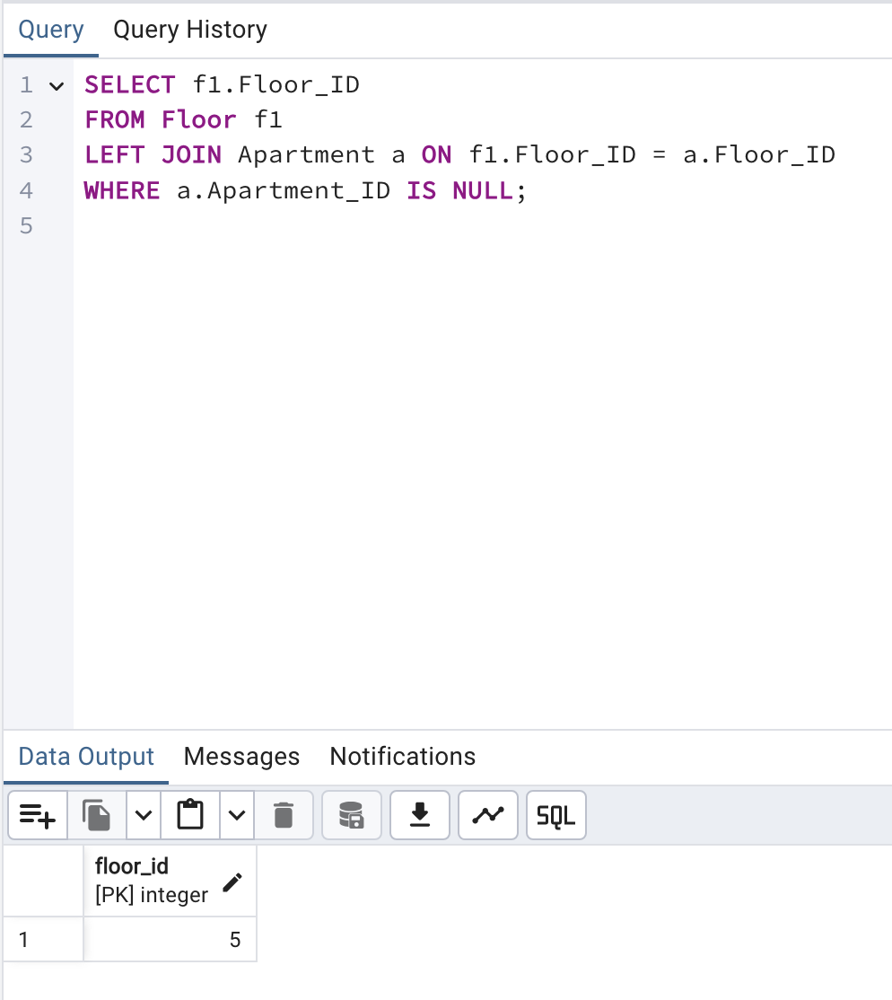 Query Query History
1 SELECT f1.Floor_ID
2 FROM Floor f1
3 LEFT JOIN Apartment a ON f1.Floor_ID = a.Floor_ID
4 WHERE a.Apartment_ID IS NULL;
5
Data Output Messages Notifications
SQL
floor_id
[PK] integer
1 5